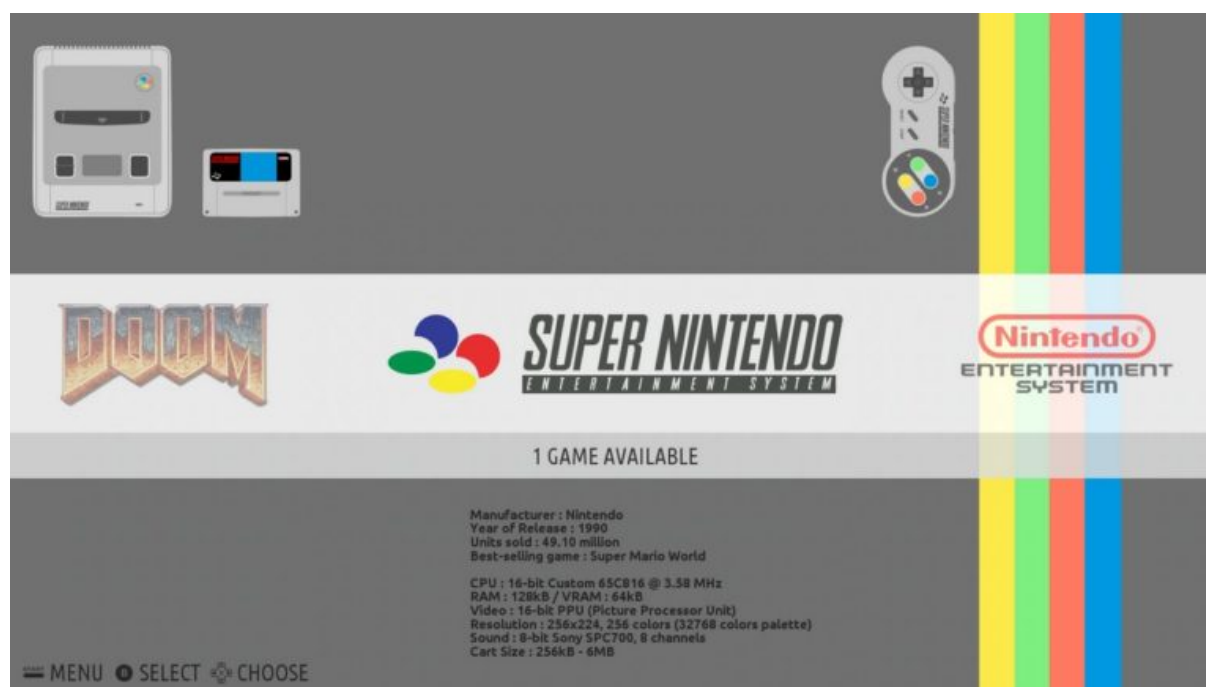 DOOM
SUPER NINTENDO
ENTERTAINMENT SYSTEM
Nintendo®
ENTERTAINMENT
SYSTEM
1 GAME AVAILABLE
Manufacturer : Nintendo
Year of Release : 1990
Units sold : 49.10 million
Best-selling game : Super Mario World
CPU : 16-bit Custom 65C816 @ 3.58 MHz
RAM : 128kB / VRAM : 64kB
Video : 16-bit PPU (Picture Processor Unit)
Resolution : 256x224, 256 colors (32768 colors palette)
Sound : 8-bit Sony SPC700, 8 channels
Cart Size : 256kB - 6MB
START MENU B SELECT CHOOSE